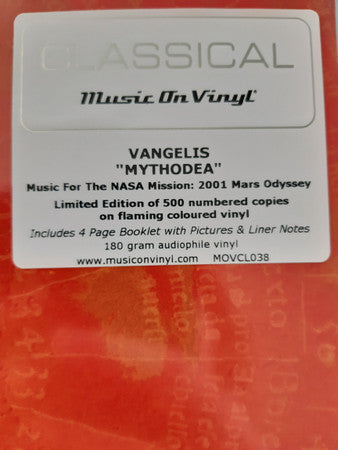 CLASSICAL
Music On Vinyl
VANGELIS
"MYTHODEA"
Music For The NASA Mission: 2001 Mars Odyssey
Limited Edition of 500 numbered copies
on flaming coloured vinyl
Includes 4 Page Booklet with Pictures & Liner Notes
180 gram audiophile vinyl
www.musiconvinyl.com MOVCL038